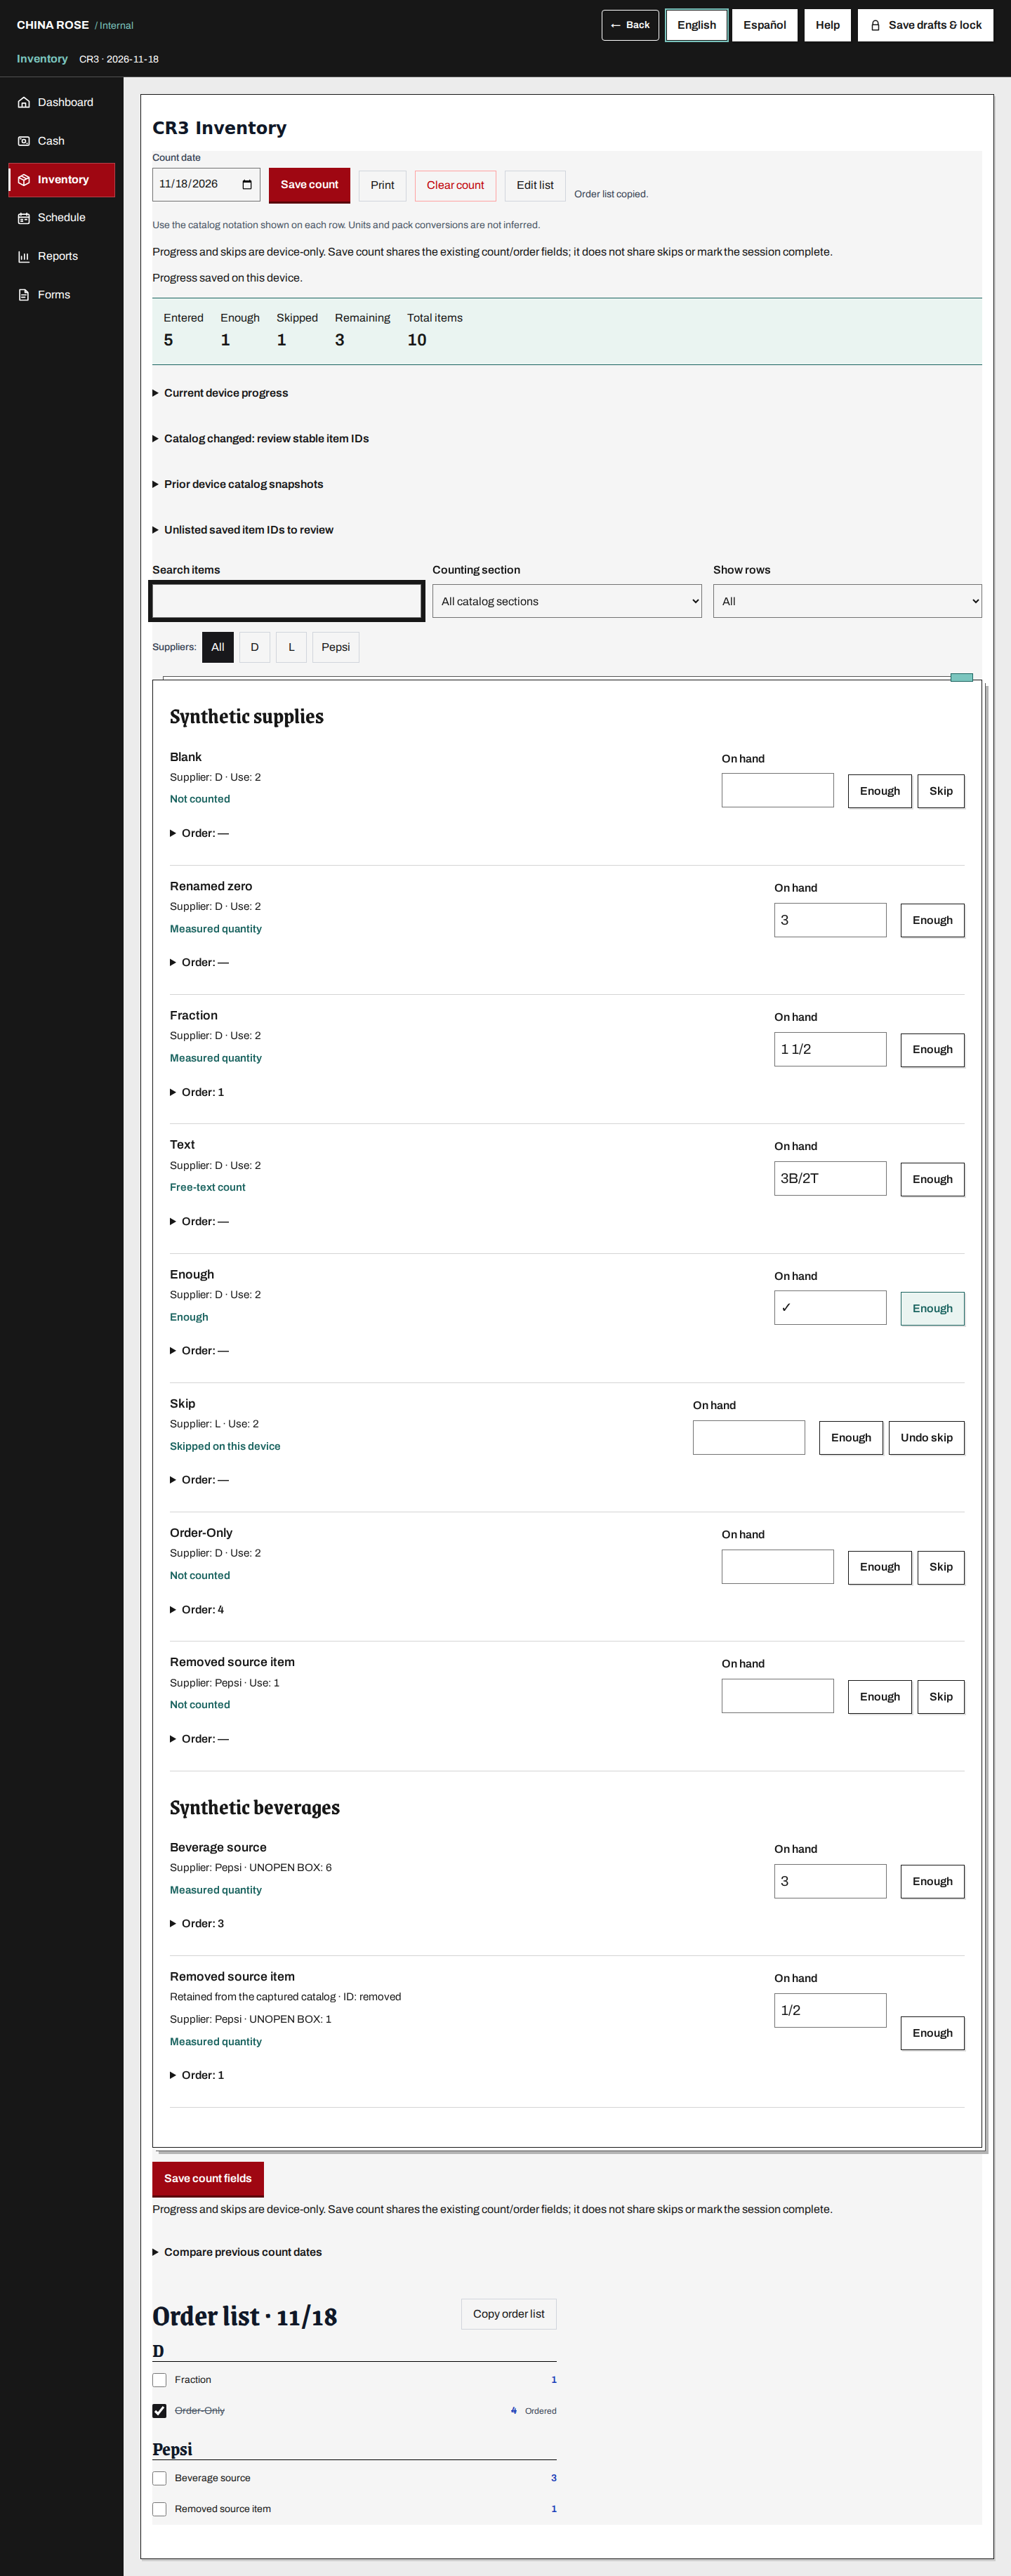 CHINA ROSE / Internal
← Back
English
Español
Help
Save drafts & lock
Inventory CR3 · 2026-11-18
Dashboard
Cash
Inventory
Schedule
Reports
Forms
CR3 Inventory
Count date
11/18/2026
Save count
Print
Clear count
Edit list
Order list copied.
Use the catalog notation shown on each row. Units and pack conversions are not inferred.
Progress and skips are device-only. Save count shares the existing count/order fields; it does not share skips or mark the session complete.
Progress saved on this device.
Entered Enough Skipped Remaining Total items
5 1 1 3 10
Current device progress
Catalog changed: review stable item IDs
Prior device catalog snapshots
Unlisted saved item IDs to review
Search items
Counting section
Show rows
All catalog sections
All
Suppliers: All D L Pepsi
Synthetic supplies
Blank
Supplier: D · Use: 2
Not counted
Order: —
On hand
Enough
Skip
Renamed zero
Supplier: D · Use: 2
Measured quantity
Order: —
On hand
3
Enough
Fraction
Supplier: D · Use: 2
Measured quantity
Order: 1
On hand
1 1/2
Enough
Text
Supplier: D · Use: 2
Free-text count
Order: —
On hand
3B/2T
Enough
Enough
Supplier: D · Use: 2
Enough
Order: —
On hand
✓
Enough
Skip
Supplier: L · Use: 2
Skipped on this device
Order: —
On hand
Enough
Undo skip
Order-Only
Supplier: D · Use: 2
Not counted
Order: 4
On hand
Enough
Skip
Removed source item
Supplier: Pepsi · Use: 1
Not counted
Order: —
On hand
Enough
Skip
Synthetic beverages
Beverage source
Supplier: Pepsi · UNOPEN BOX: 6
Measured quantity
Order: 3
On hand
3
Enough
Removed source item
Retained from the captured catalog · ID: removed
Supplier: Pepsi · UNOPEN BOX: 1
Measured quantity
Order: 1
On hand
1/2
Enough
Save count fields
Progress and skips are device-only. Save count shares the existing count/order fields; it does not share skips or mark the session complete.
Compare previous count dates
Order list · 11/18
Copy order list
D
Fraction 1
Order-Only 4 Ordered
Pepsi
Beverage source 3
Removed source item 1